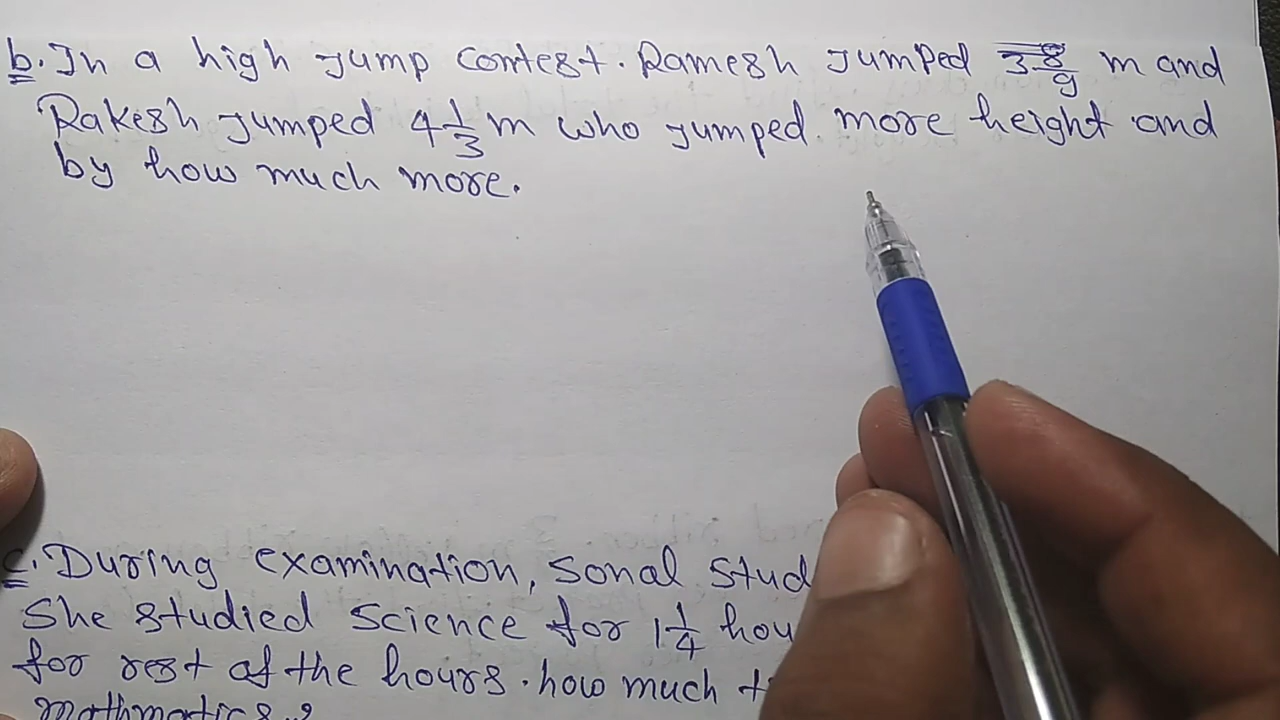 b. In a high jump contest. Ramesh jumped 3 8/9 m and
Rakesh jumped 4 1/3 m who jumped more height and
by how much more.
c. During examination, Sonal stud
She studied science for 1 1/4 hou
for rest of the hours. how much t
mathmatics?